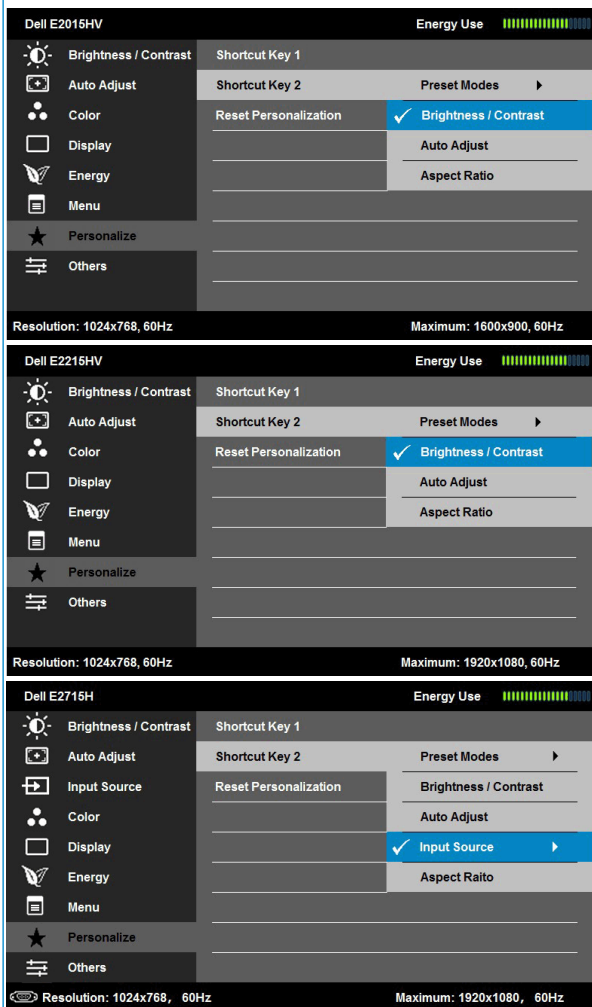 Dell E2015HV Energy Use
Brightness / Contrast Shortcut Key 1
Auto Adjust Shortcut Key 2 Preset Modes
Color Reset Personalization Brightness / Contrast
Display Auto Adjust
Energy Aspect Ratio
Menu
Personalize
Others
Resolution: 1024x768, 60Hz Maximum: 1600x900, 60Hz
Dell E2215HV Energy Use
Brightness / Contrast Shortcut Key 1
Auto Adjust Shortcut Key 2 Preset Modes
Color Reset Personalization Brightness / Contrast
Display Auto Adjust
Energy Aspect Ratio
Menu
Personalize
Others
Resolution: 1024x768, 60Hz Maximum: 1920x1080, 60Hz
Dell E2715H Energy Use
Brightness / Contrast Shortcut Key 1
Auto Adjust Shortcut Key 2 Preset Modes
Input Source Reset Personalization Brightness / Contrast
Color Auto Adjust
Display Input Source
Energy Aspect Raito
Menu
Personalize
Others
Resolution: 1024x768, 60Hz Maximum: 1920x1080, 60Hz